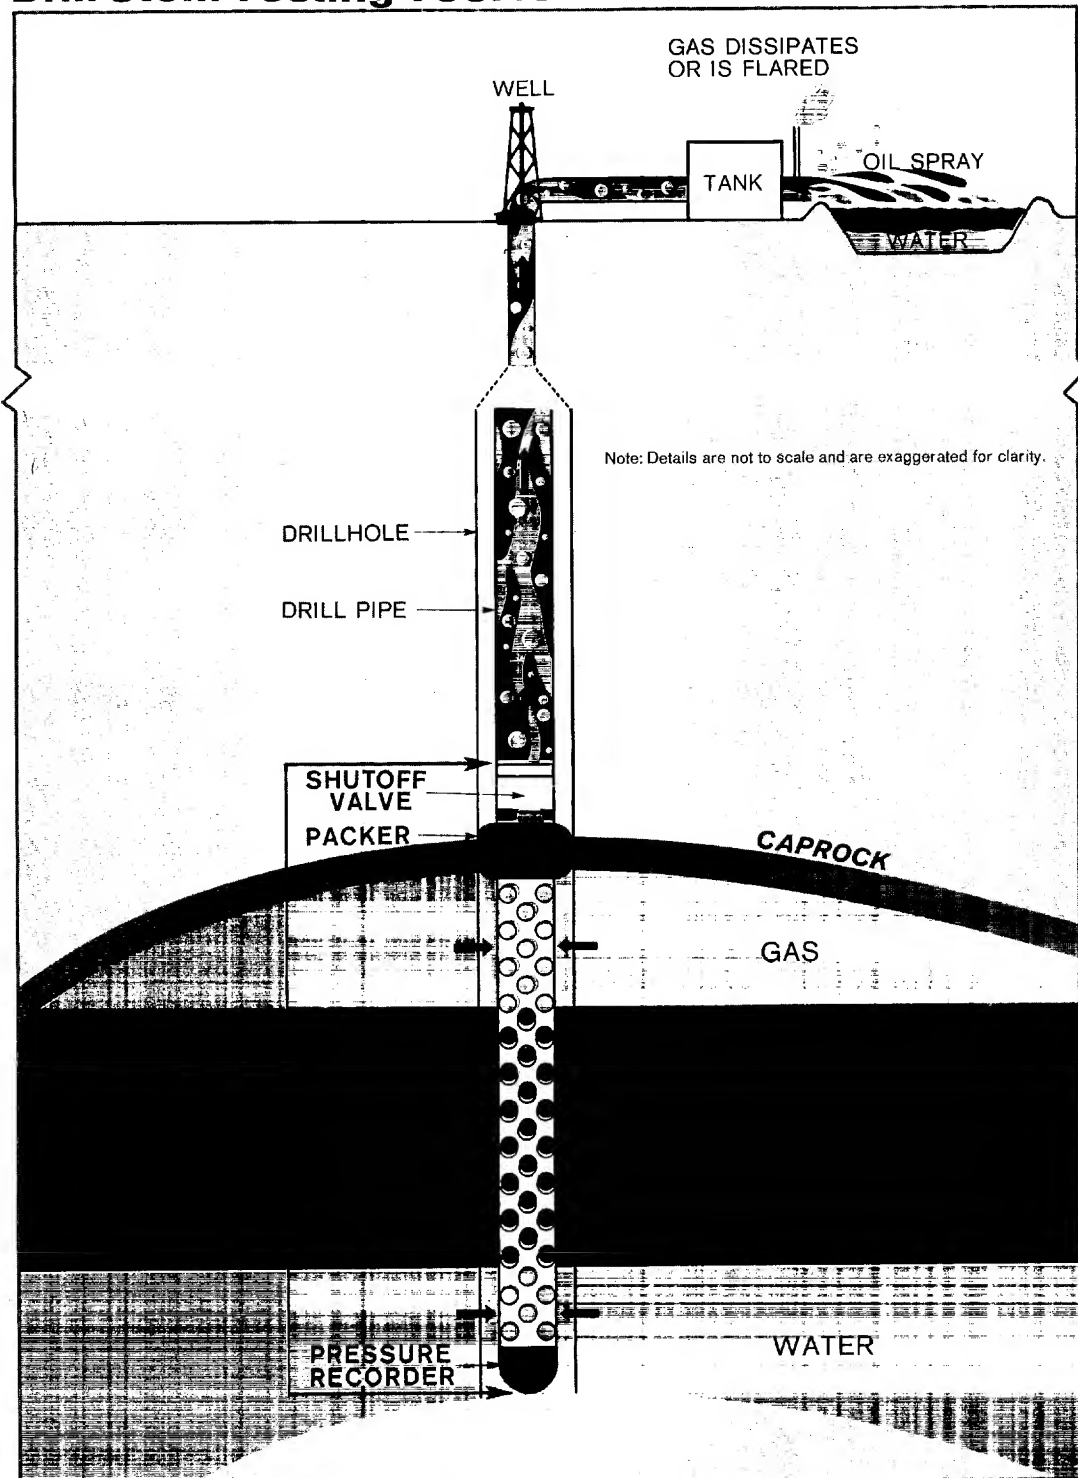 GAS DISSIPATES
OR IS FLARED
WELL
TANK
OIL SPRAY
WATER
Note: Details are not to scale and are exaggerated for clarity.
DRILLHOLE
DRILL PIPE
SHUTOFF
VALVE
PACKER
CAPROCK
GAS
WATER
PRESSURE
RECORDER